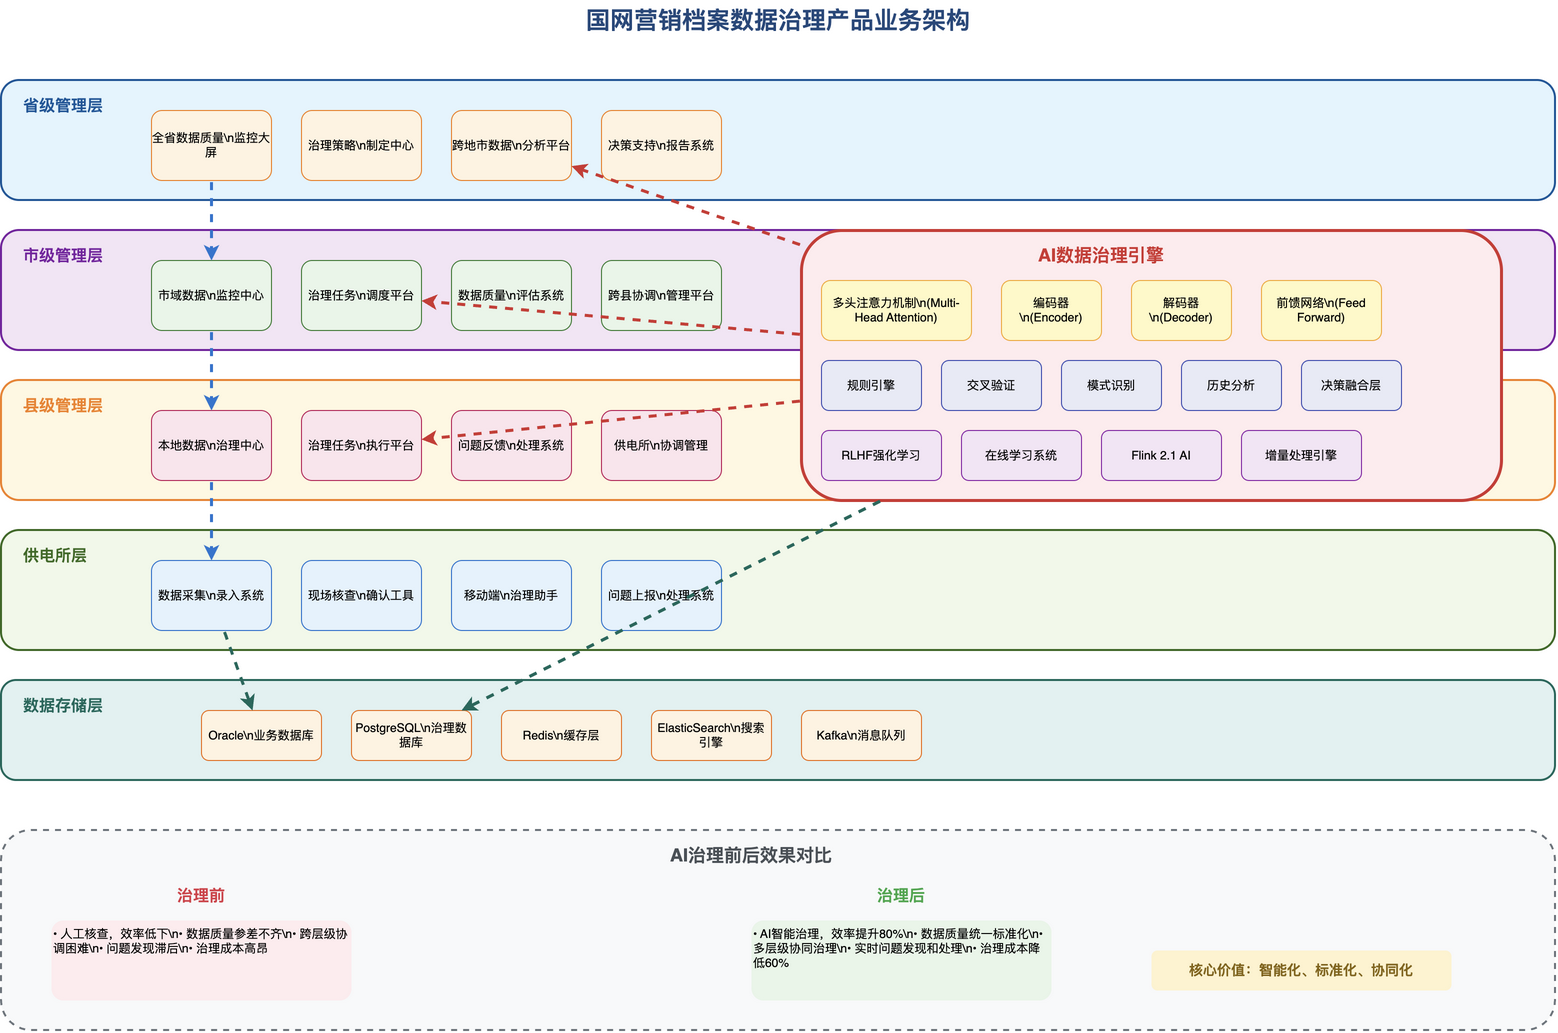 国网营销档案数据治理产品业务架构
省级管理层
全省数据质量\n监控大
屏
治理策略\n制定中心
跨地市数据\n分析平台
决策支持\n报告系统
市级管理层
市域数据\n监控中心
治理任务\n调度平台
数据质量\n评估系统
跨县协调\n管理平台
AI数据治理引擎
多头注意力机制\n(Multi-
Head Attention)
编码器
\n(Encoder)
解码器
\n(Decoder)
前馈网络\n(Feed
Forward)
规则引擎
交叉验证
模式识别
历史分析
决策融合层
RLHF强化学习
在线学习系统
Flink 2.1 AI
增量处理引擎
县级管理层
本地数据\n治理中心
治理任务\n执行平台
问题反馈\n处理系统
供电所\n协调管理
供电所层
数据采集\n录入系统
现场核查\n确认工具
移动端\n治理助手
问题上报\n处理系统
数据存储层
Oracle\n业务数据库
PostgreSQL\n治理数
据库
Redis\n缓存层
ElasticSearch\n搜索
引擎
Kafka\n消息队列
AI治理前后效果对比
治理前
• 人工核查，效率低下\n• 数据质量参差不齐\n• 跨层级协
调困难\n• 问题发现滞后\n• 治理成本高昂
治理后
• AI智能治理，效率提升80%\n• 数据质量统一标准化\n•
多层级协同治理\n• 实时问题发现和处理\n• 治理成本降
低60%
核心价值：智能化、标准化、协同化